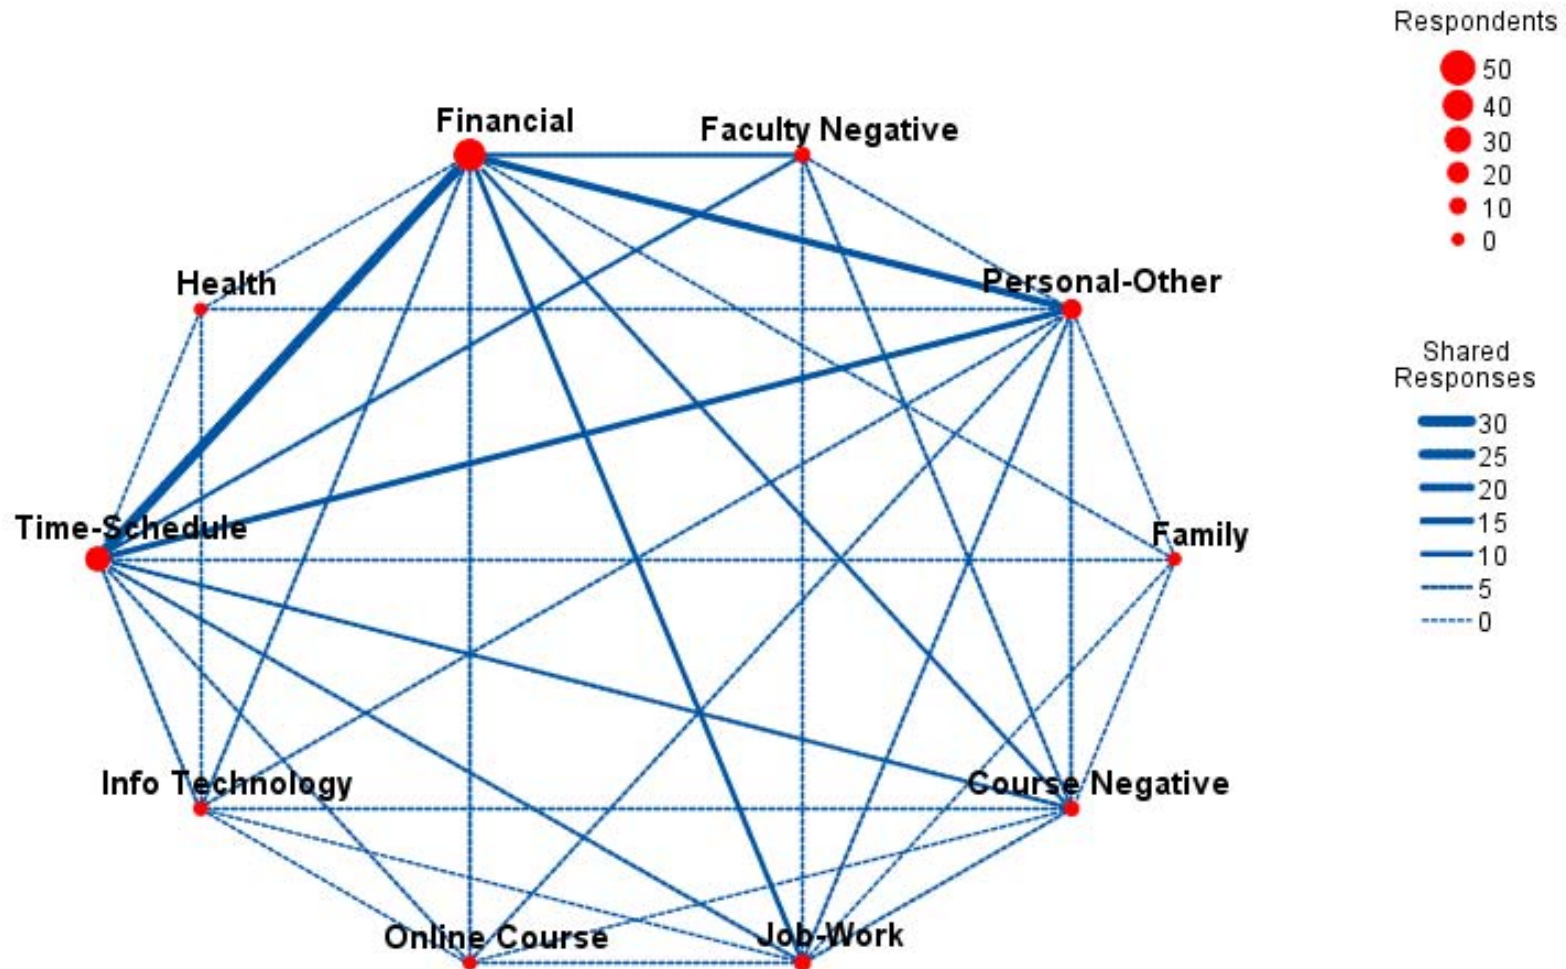 Respondents
50
40
30
20
10
0
Financial
Faculty Negative
Health
Personal-Other
Shared
Responses
30
25
20
15
10
5
0
Time-Schedule
Family
Info Technology
Course Negative
Online Course
Job-Work